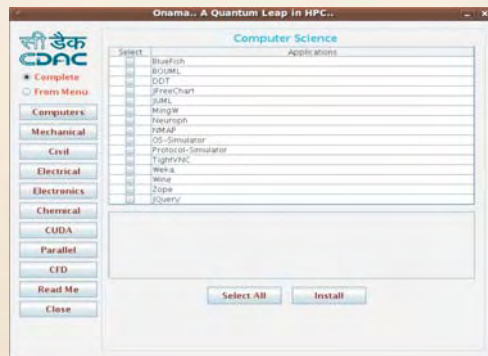 Onama.. A Quantum Leap in HPC..
सी डैक
CDAC
Complete
From Menu
Computers
Mechanical
Civil
Electrical
Electronics
Chemical
CUDA
Parallel
CFD
Read Me
Close
Computer Science
Select Applications
BlueFish
BOUML
DDT
JFreeChart
JUML
MingW
Neuroph
NMAP
OS-Simulator
Protocol-Simulator
TightVNC
Weka
Wine
Zope
JQuery
Select All Install